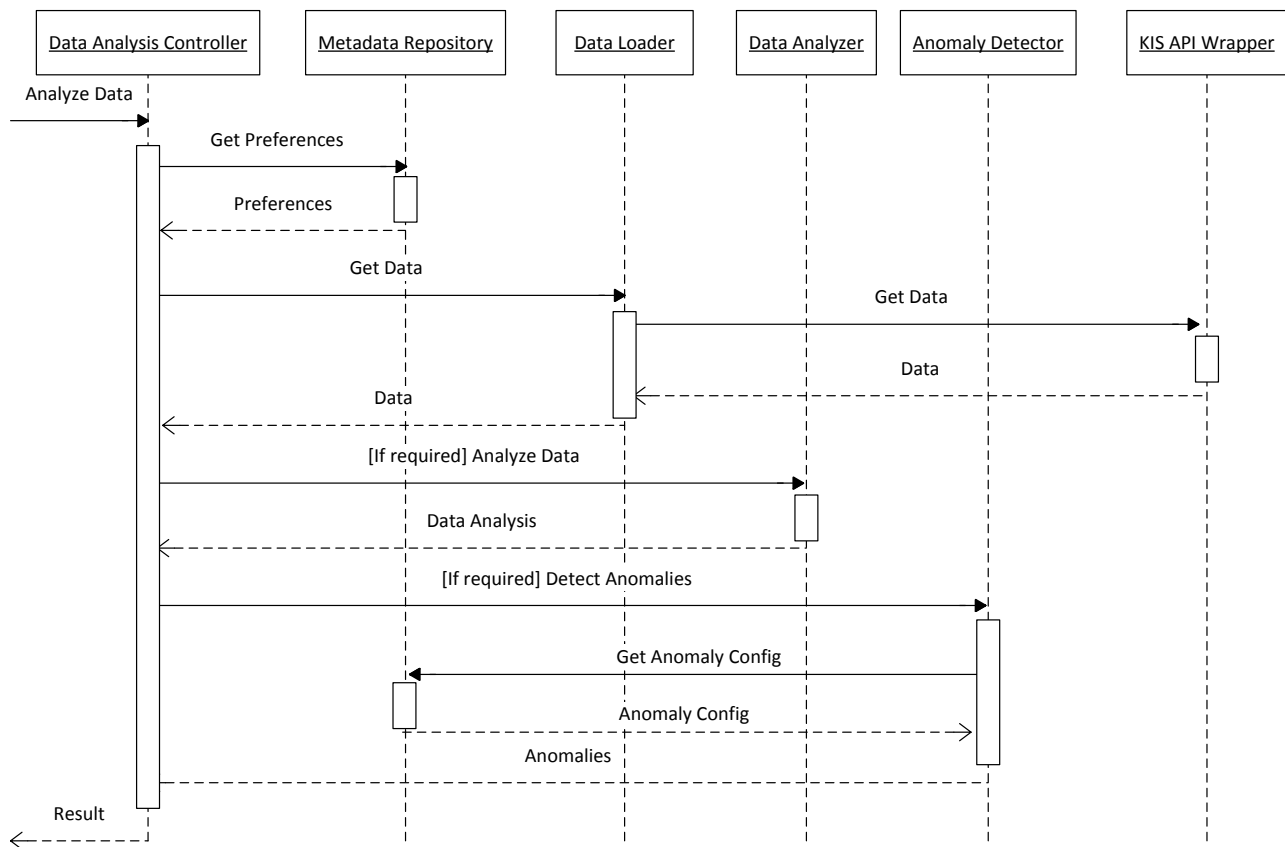 Data Analysis Controller
Metadata Repository
Data Loader
Data Analyzer
Anomaly Detector
KIS API Wrapper
Analyze Data
Get Preferences
Preferences
Get Data
Get Data
Data
Data
[If required] Analyze Data
Data Analysis
[If required] Detect Anomalies
Get Anomaly Config
Anomaly Config
Anomalies
Result